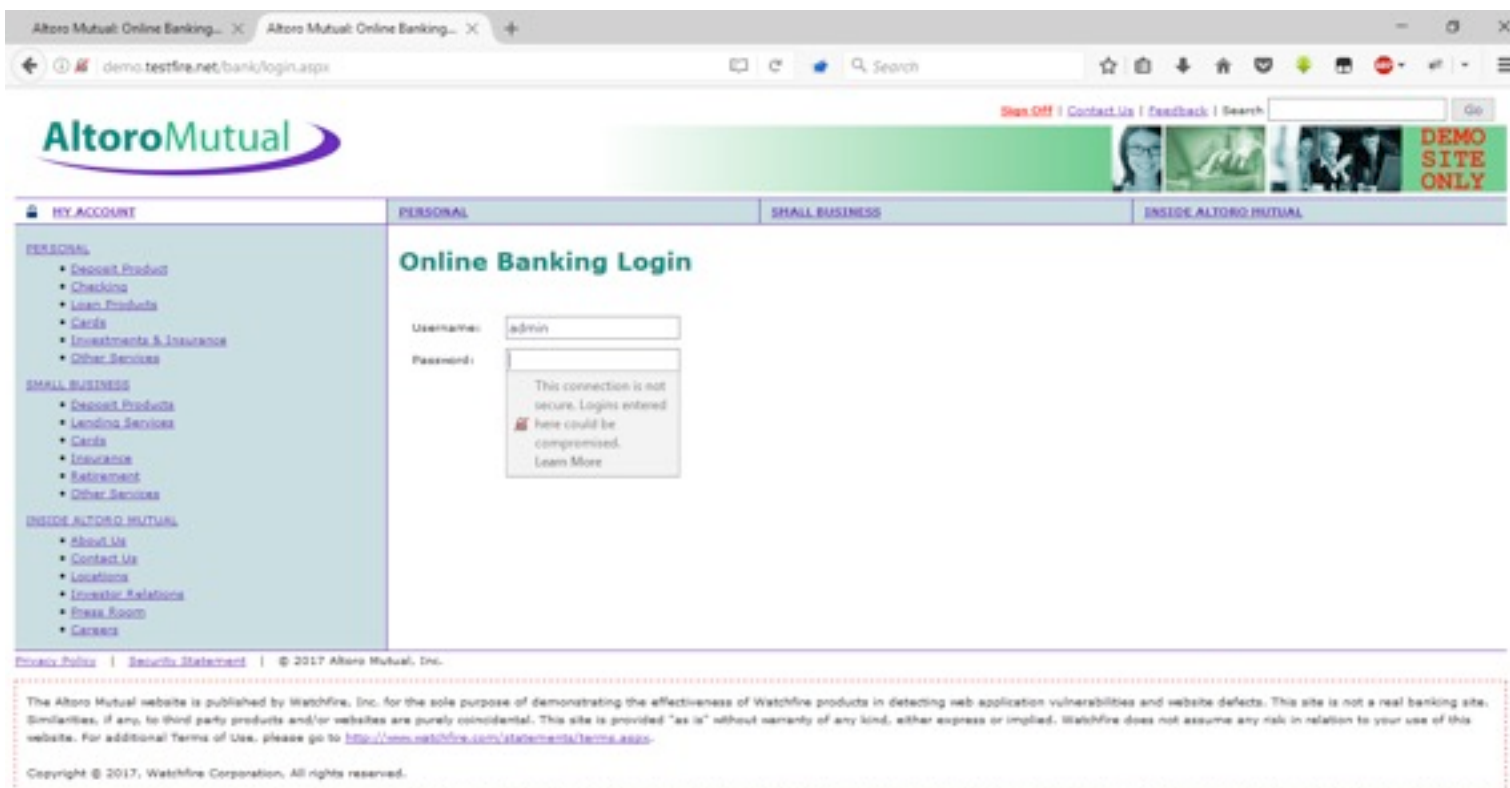 Altoro Mutual: Online Banking... Altoro Mutual: Online Banking...
demo.testfire.net/bank/login.aspx
Search
Sign Off | Contact Us | Feedback | Search Go
AltoroMutual
DEMO
SITE
ONLY
MY ACCOUNT
PERSONAL
SMALL BUSINESS
INSIDE ALTORO MUTUAL
PERSONAL
Deposit Product
Checking
Loan Products
Cards
Investments & Insurance
Other Services
SMALL BUSINESS
Deposit Products
Lending Services
Cards
Insurance
Retirement
Other Services
INSIDE ALTORO MUTUAL
About Us
Contact Us
Locations
Investor Relations
Press Room
Careers
Online Banking Login
Username: admin
Password:
This connection is not
secure. Logins entered
here could be
compromised.
Learn More
Privacy Policy | Security Statement | © 2017 Altoro Mutual, Inc.
The Altoro Mutual website is published by Watchfire, Inc. for the sole purpose of demonstrating the effectiveness of Watchfire products in detecting web application vulnerabilities and website defects. This site is not a real banking site.
Similarities, if any, to third party products and/or websites are purely coincidental. This site is provided "as is" without warranty of any kind, either express or implied. Watchfire does not assume any risk in relation to your use of this
website. For additional Terms of Use, please go to http://www.watchfire.com/statements/terms.aspx.
Copyright © 2017, Watchfire Corporation, All rights reserved.